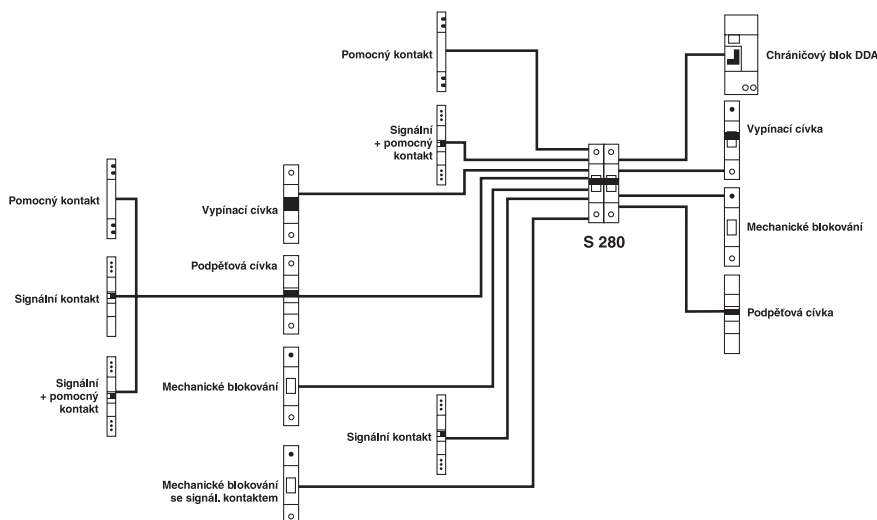 Pomocný kontakt
Chráničový blok DDA
Signální
+ pomocný
kontakt
Vypínací cívka
Pomocný kontakt
Vypínací cívka
S 280
Mechanické blokování
Podpěťová cívka
Signální kontakt
Podpěťová cívka
Signální
+ pomocný
kontakt
Mechanické blokování
Signální kontakt
Mechanické blokování
se signál. kontaktem